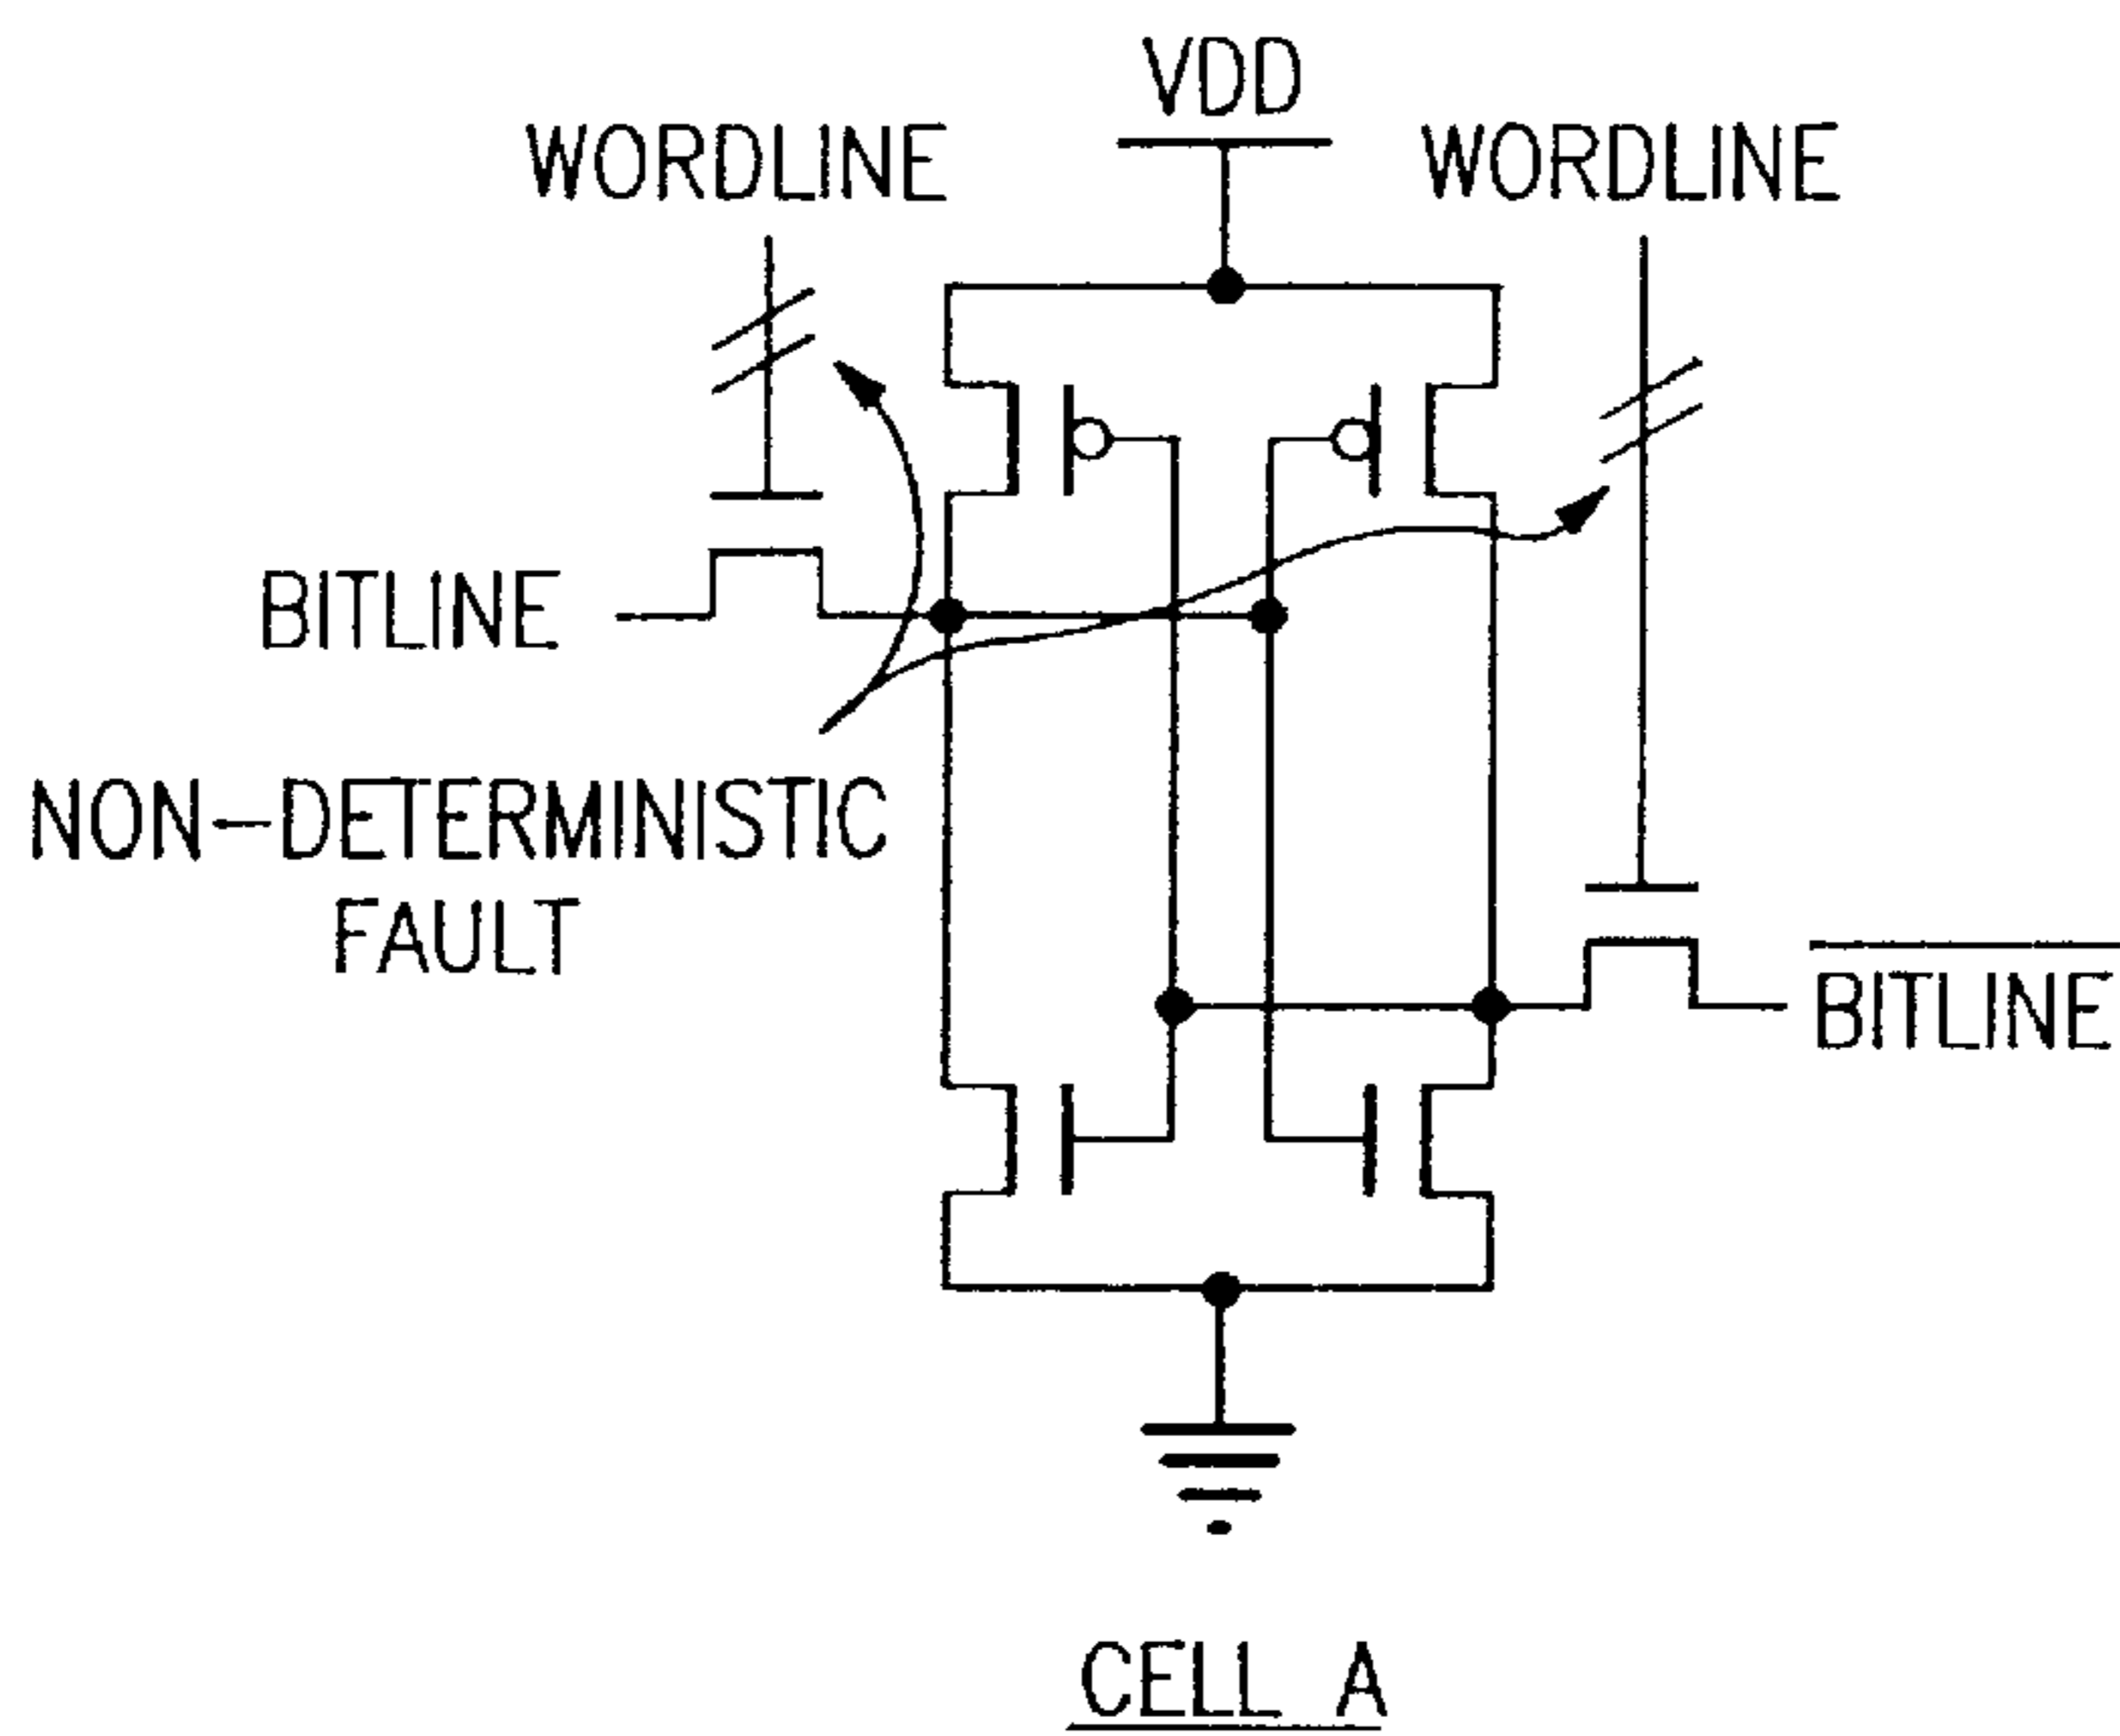 VDD
WORDLINE
WORDLINE
BITLINE
NON-DETERMINISTIC
FAULT
BITLINE
CELL A